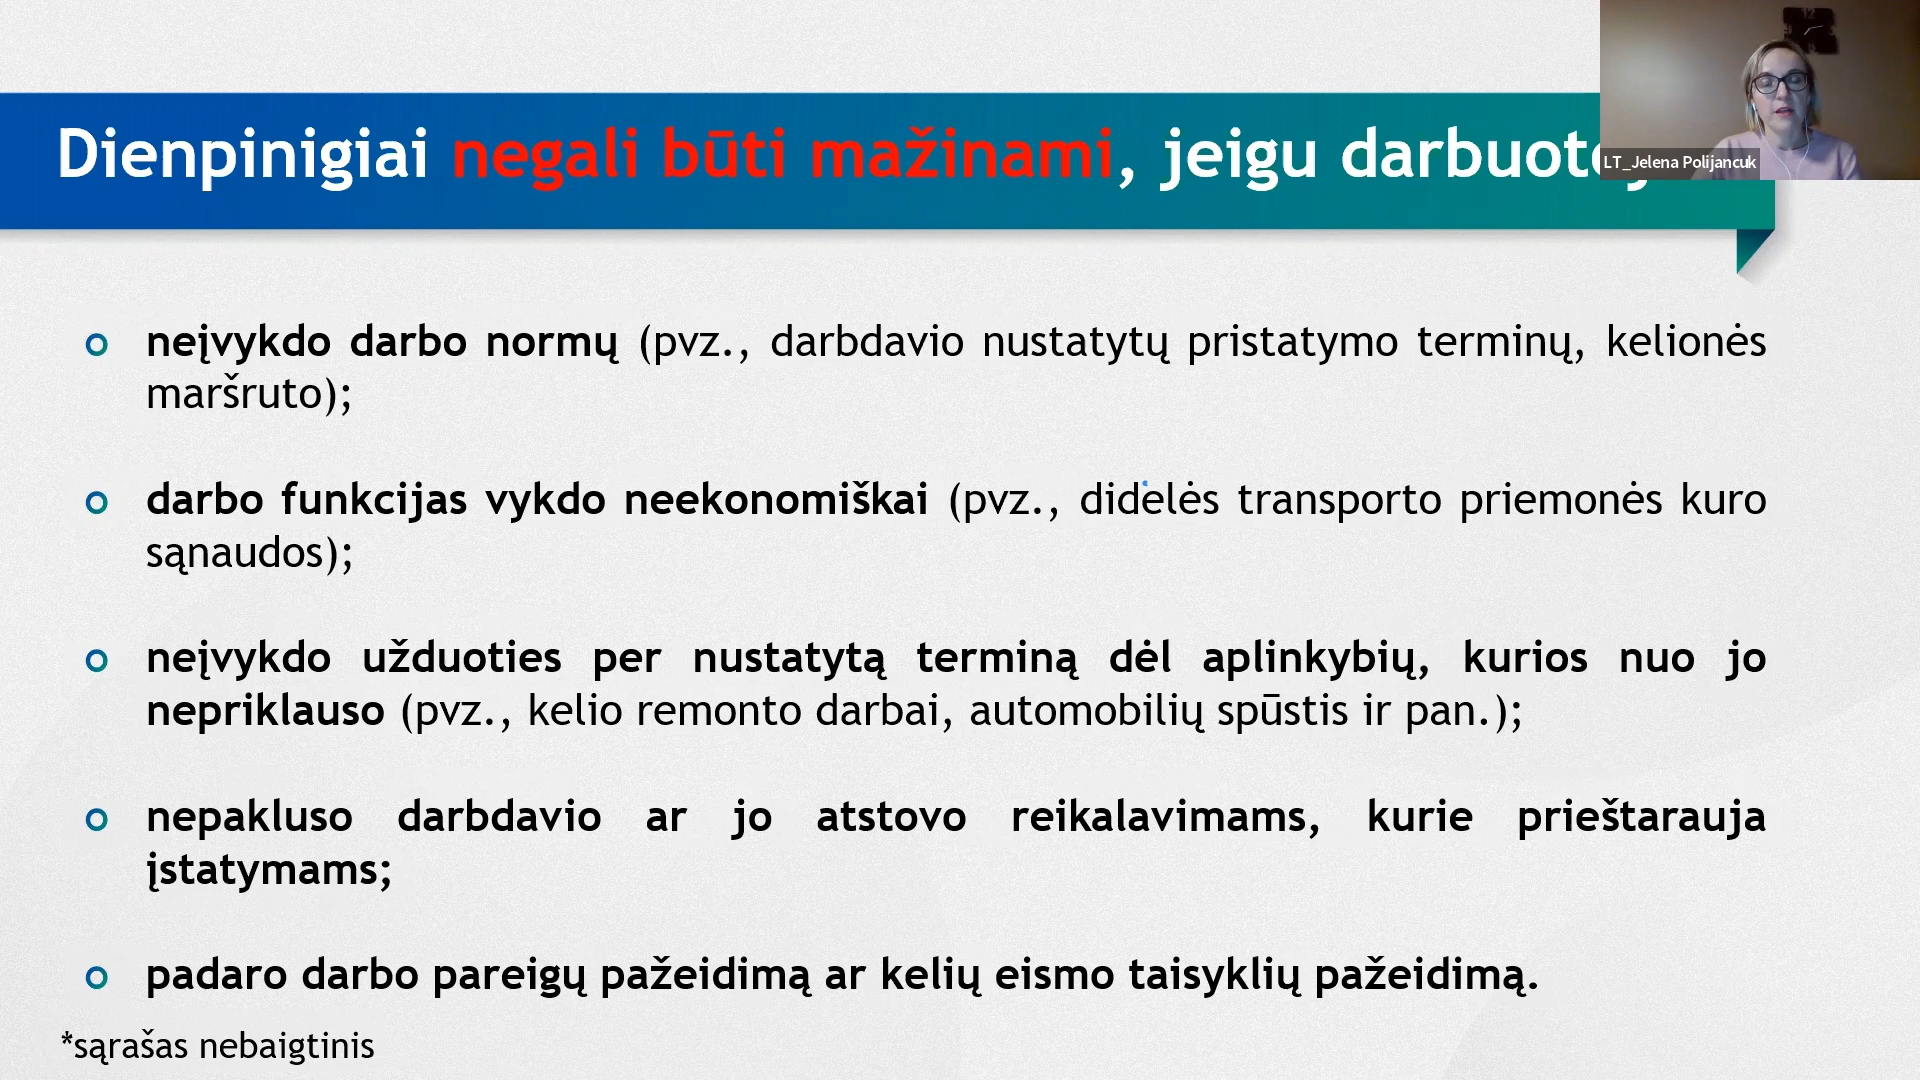 Dienpinigiai negali būti mažinami, jeigu
LT_Jelena Polijancuk
neįvykdo darbo normų (pvz., darbdavio nustatytų pristatymo terminų, kelionės
maršruto);
darbo funkcijas vykdo neekonomiškai (pvz., didelės transporto priemonės kuro
sąnaudos);
neįvykdo užduoties per nustatytą terminą dėl aplinkybių, kurios nuo jo
nepriklauso (pvz., kelio remonto darbai, automobilių spūstis ir pan.);
nepakluso darbdavio ar jo atstovo reikalavimams, kurie prieštarauja
įstatymams;
padaro darbo pareigų pažeidimą ar kelių eismo taisyklių pažeidimą.
*sąrašas nebaigtinis